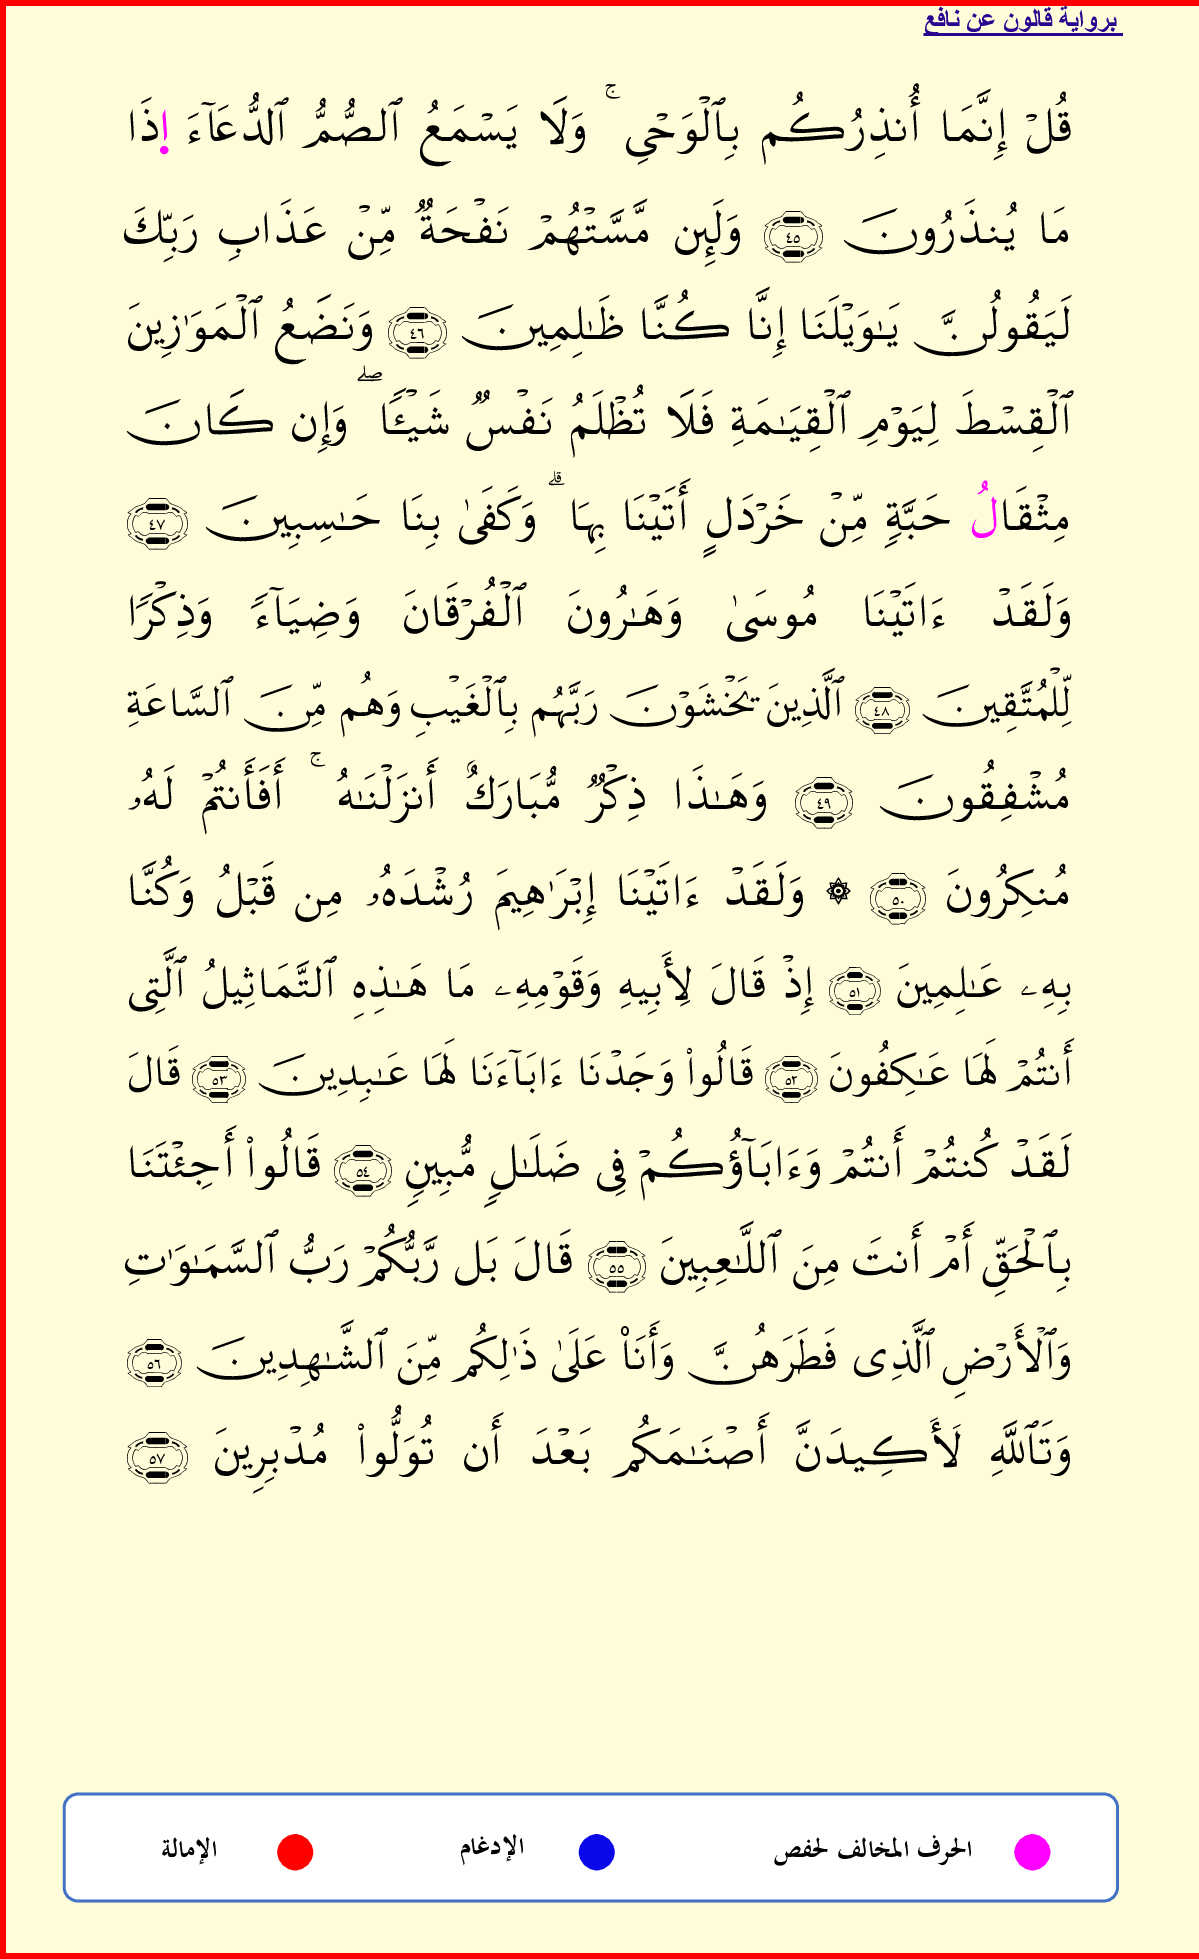 برواية قالون عن نافع
قُلْ إِنَّمَا أُنذِرُكُم بِٱلْوَحْىِ ۚ وَلَا يَسْمَعُ ٱلصُّمُّ ٱلدُّعَآءَ إِذَا
مَا يُنذَرُونَ ٤٥ وَلَئِن مَّسَّتْهُمْ نَفْحَةٌ مِّنْ عَذَابِ رَبِّكَ
لَيَقُولُنَّ يَـٰوَيْلَنَا إِنَّا كُنَّا ظَـٰلِمِينَ ٤٦ وَنَضَعُ ٱلْمَوَٰزِينَ
ٱلْقِسْطَ لِيَوْمِ ٱلْقِيَـٰمَةِ فَلَا تُظْلَمُ نَفْسٌ شَيْـًٔا ۖ وَإِن كَانَ
مِثْقَالُ حَبَّةٍ مِّنْ خَرْدَلٍ أَتَيْنَا بِهَا ۗ وَكَفَىٰ بِنَا حَـٰسِبِينَ ٤٧
وَلَقَدْ ءَاتَيْنَا مُوسَىٰ وَهَـٰرُونَ ٱلْفُرْقَانَ وَضِيَآءً وَذِكْرًا
لِّلْمُتَّقِينَ ٤٨ ٱلَّذِينَ يَخْشَوْنَ رَبَّهُم بِٱلْغَيْبِ وَهُم مِّنَ ٱلسَّاعَةِ
مُشْفِقُونَ ٤٩ وَهَـٰذَا ذِكْرٌ مُّبَارَكٌ أَنزَلْنَـٰهُ ۚ أَفَأَنتُمْ لَهُۥ
مُنكِرُونَ ٥٠ ۞ وَلَقَدْ ءَاتَيْنَا إِبْرَٰهِيمَ رُشْدَهُۥ مِن قَبْلُ وَكُنَّا
بِهِۦ عَـٰلِمِينَ ٥١ إِذْ قَالَ لِأَبِيهِ وَقَوْمِهِۦ مَا هَـٰذِهِ ٱلتَّمَاثِيلُ ٱلَّتِى
أَنتُمْ لَهَا عَـٰكِفُونَ ٥٢ قَالُوا۟ وَجَدْنَا ءَابَآءَنَا لَهَا عَـٰبِدِينَ ٥٣ قَالَ
لَقَدْ كُنتُمْ أَنتُمْ وَءَابَآؤُكُمْ فِى ضَلَـٰلٍ مُّبِينٍ ٥٤ قَالُوا۟ أَجِئْتَنَا
بِٱلْحَقِّ أَمْ أَنتَ مِنَ ٱللَّـٰعِبِينَ ٥٥ قَالَ بَل رَّبُّكُمْ رَبُّ ٱلسَّمَـٰوَٰتِ
وَٱلْأَرْضِ ٱلَّذِى فَطَرَهُنَّ وَأَنَا۠ عَلَىٰ ذَٰلِكُم مِّنَ ٱلشَّـٰهِدِينَ ٥٦
وَتَٱللَّهِ لَأَكِيدَنَّ أَصْنَـٰمَكُم بَعْدَ أَن تُوَلُّوا۟ مُدْبِرِينَ ٥٧
الحرف المخالف لحفص الإدغام الإمالة